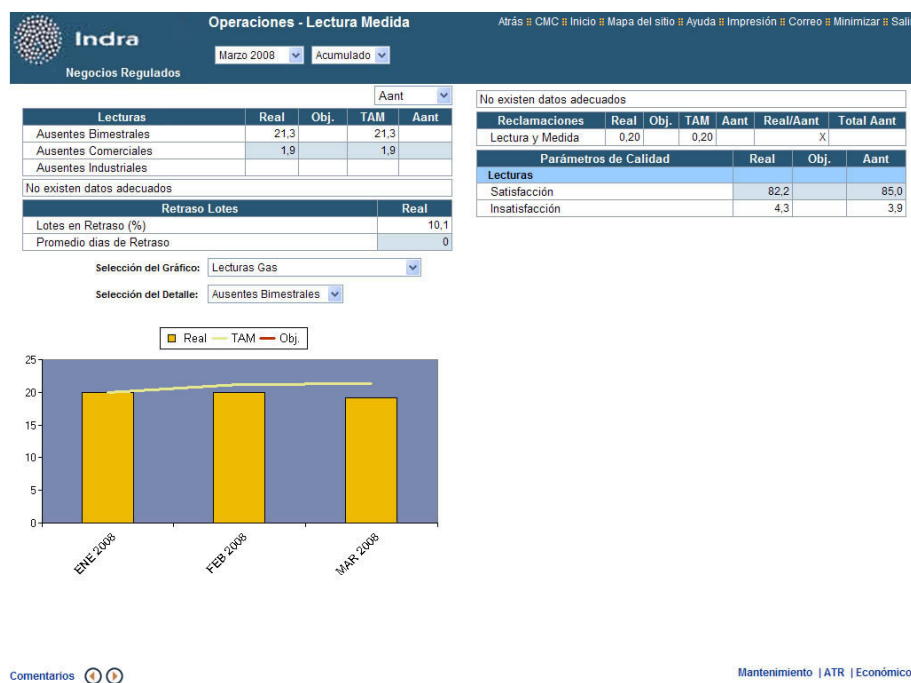 Indra
Negocios Regulados
Operaciones - Lectura Medida
Marzo 2008 Acumulado
Atrás CMC Inicio Mapa del sitio Ayuda Impresión Correo Minimizar Sali
Aant
Lecturas Real Obj. TAM Aant
Ausentes Bimestrales 21,3 21,3
Ausentes Comerciales 1,9 1,9
Ausentes Industriales
No existen datos adecuados
Retraso Lotes Real
Lotes en Retraso (%) 10,1
Promedio dias de Retraso 0
Selección del Gráfico: Lecturas Gas
Selección del Detalle: Ausentes Bimestrales
No existen datos adecuados
Reclamaciones Real Obj. TAM Aant Real/Aant Total Aant
Lectura y Medida 0,20 0,20 X
Parámetros de Calidad Real Obj. Aant
Lecturas
Satisfacción 82,2 85,0
Insatisfacción 4,3 3,9
Real TAM Obj.
25
20
15
10
5
0
ENE 2008 FEB 2008 MAR 2008
Comentarios
Mantenimiento | ATR | Económico